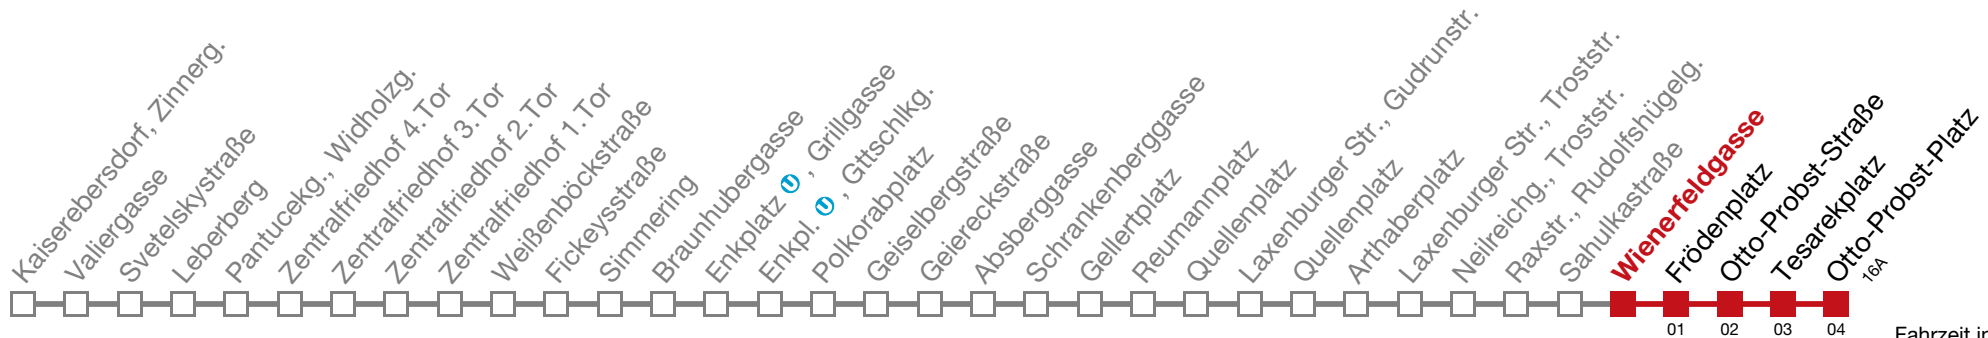 Kaiserebersdorf, Zinnerg.
Valiergasse
Svetelskystraße
Leberberg
Pantucekg., Widholzg.
Zentralfriedhof 4.Tor
Zentralfriedhof 3.Tor
Zentralfriedhof 2.Tor
Zentralfriedhof 1.Tor
Weißenböckstraße
Fickeysstraße
Simmering
Braunhubergasse
Enkplatz U, Grillgasse
Enkpl. U, Gttschlkg.
Polkorabplatz
Geiselbergstraße
Geiereckstraße
Absberggasse
Schrankenberggasse
Gellertplatz
Reumannplatz
Quellenplatz
Laxenburger Str., Gudrunstr.
Quellenplatz
Arthaberplatz
Laxenburger Str., Troststr.
Neilreichg., Troststr.
Raxstr., Rudolfshügelg.
Sahulkastraße
Wienerfeldgasse
Frödenplatz
Otto-Probst-Straße
Tesarekplatz
Otto-Probst-Platz
16A
01 02 03 04
Fahrzeit in